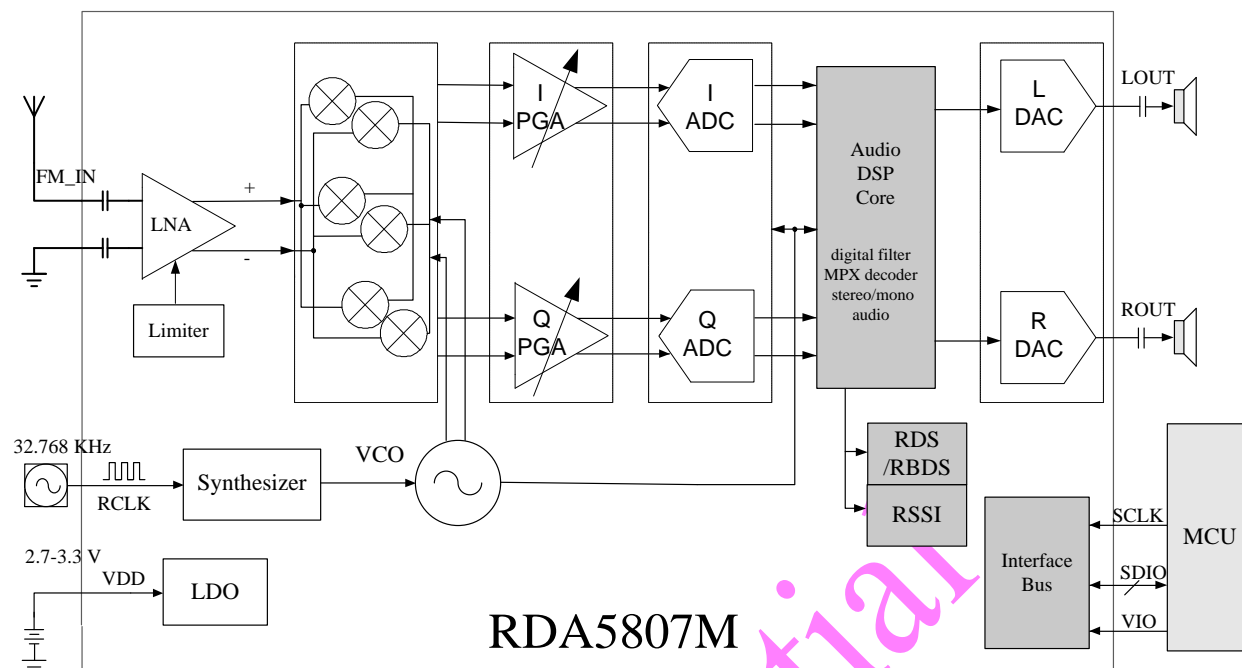 FM_IN
LNA
+
-
Limiter
I
PGA
Q
PGA
I
ADC
Q
ADC
Audio
DSP
Core
digital filter
MPX decoder
stereo/mono
audio
L
DAC
R
DAC
LOUT
ROUT
32.768 KHz
RCLK
Synthesizer
VCO
RDS
/RBDS
RSSI
2.7-3.3 V
VDD
LDO
Interface
Bus
SCLK
SDIO
VIO
MCU
RDA5807M
tial